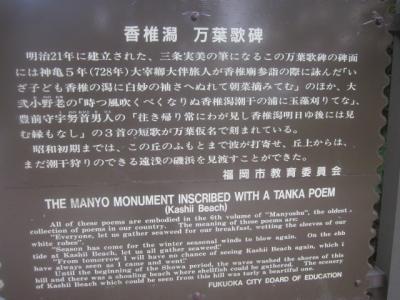 香椎潟 万葉歌碑
明治21年に建立された、三条実美の筆になるこの万葉歌碑の碑面
には神亀5年(728年)大宰帥大伴旅人が香椎廟参詣の際に詠んだ「い
ざ子ども香椎の潟に白妙の袖さへぬれて朝菜摘みてむ」のほか、大
弐小野老の「時つ風吹くべくなりぬ香椎潟潮干の浦に玉藻刈りてな」、
豊前守宇努首男人の「往き帰り常にわが見し香椎潟明日ゆ後には見
む縁もなし」の3首の短歌が万葉仮名で刻まれている。
昭和初期までは、この丘のふもとまで波が打寄せ、丘上からは、
まだ潮干狩りのできる遠浅の磯浜を見渡すことができた。
福岡市教育委員会
THE MANYO MONUMENT INSCRIBED WITH A TANKA POEM
(Kashii Beach)
All of these poems are embodied in the 6th volume of "Manyoshu", the oldest
collection of poems in our country. The meaning of these poems are:
"Everyone, let us gather seaweed for our breakfast, wetting the sleeves of our
white robes".
"Season has come for the winter seasonal winds to blow again. On the ebb
tide at Kashii Beach, let us all gather seaweed".
"From tomorrow I will have no chance of seeing Kashii Beach again, which I
have always seen as I came and went."
Until the beginning of the Showa period, the waves washed the shores of this
hill and there was a shoaling beach where shellfish could be gathered. The scenery
of Kashii Beach which could be seen from this hill was fairly a beautiful one.
FUKUOKA CITY BOARD OF EDUCATION